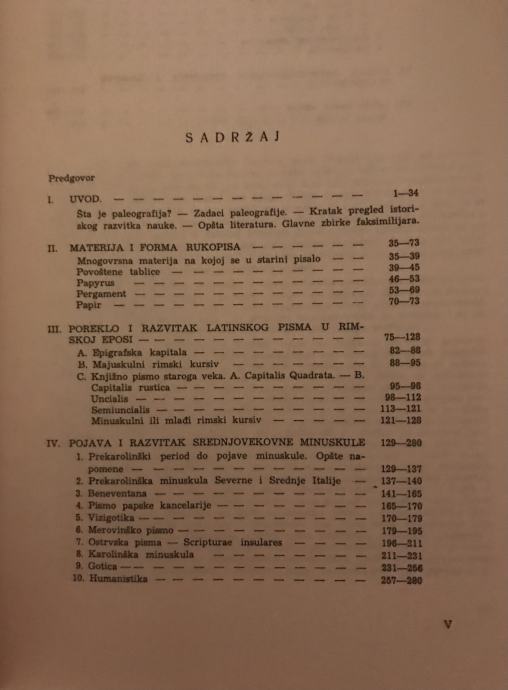 SADRŽAJ
Predgovor
I. UVOD. — — — — — — — — — — — — 1—34
Šta je paleografija? — Zadaci paleografije. — Kratak pregled istori-
skog razvitka nauke. — Opšta literatura. Glavne zbirke faksimilija.
II. MATERIJA I FORMA RUKOPISA — — — — — 35—73
Mnogovrsna materija na kojoj se u starini pisalo — — 35—39
Povoštene tablice — — — — — — — — — 39—45
Papyrus — — — — — — — — — — — 46—53
Pergament — — — — — — — — — — — 53—69
Papir — — — — — — — — — — — — 70—73
III. POREKLO I RAZVITAK LATINSKOG PISMA U RIM-
SKOJ EPOSI — — — — — — — — — — — 75—128
A. Epigrafska kapitala — — — — — — — — 82—88
B. Majuskulni rimski kursiv — — — — — — — 88—95
C. Knjižno pismo staroga veka. A. Capitalis Quadrata. — B.
Capitalis rustica — — — — — — — — — 95—98
Uncialis — — — — — — — — — — — 98—112
Semiuncialis — — — — — — — — — — 113—121
Minuskulni ili mlađi rimski kursiv — — — — — 121—128
IV. POJAVA I RAZVITAK SREDNJOVEKOVNE MINUSKULE 129—280
1. Prekarolinški period do pojave minuskule. Opšte na-
pomene — — — — — — — — — — — 129—137
2. Prekarolinška minuskula Severne i Srednje Italije — — 137—140
3. Beneventana — — — — — — — — — — 141—165
4. Pismo papske kancelarije — — — — — — — 165—170
5. Vizigotika — — — — — — — — — — — 170—179
6. Merovinško pismo — — — — — — — — — 179—195
7. Ostrvska pisma — Scripturae insulares — — — — 196—211
8. Karolinška minuskula — — — — — — — — 211—231
9. Gotica — — — — — — — — — — — — 231—256
10. Humanistika — — — — — — — — — — 257—280
V